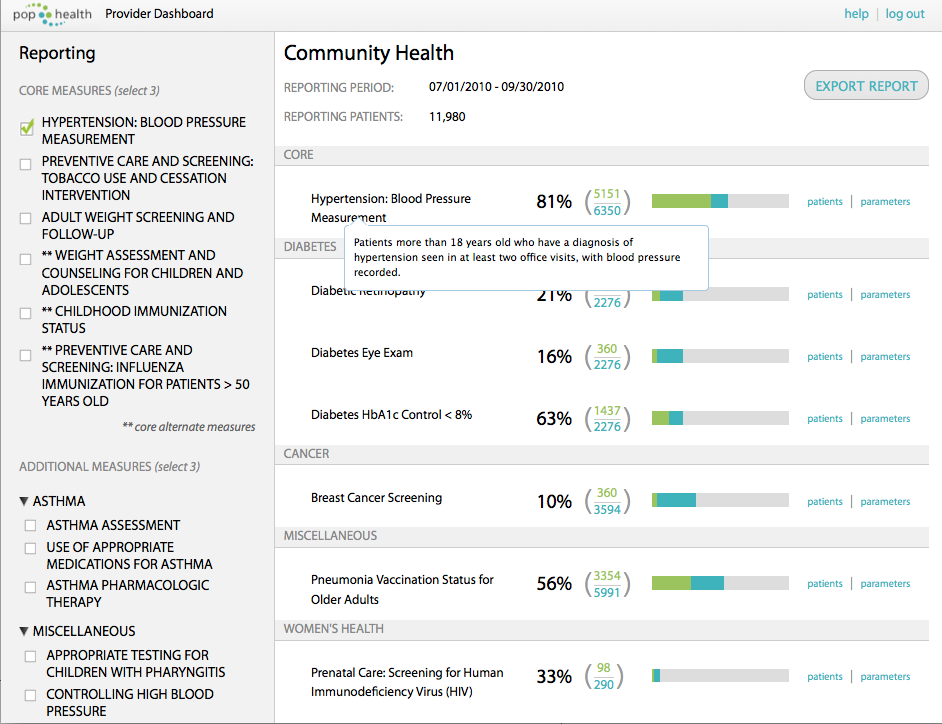 pop health Provider Dashboard
help | log out
Reporting
CORE MEASURES (select 3)
HYPERTENSION: BLOOD PRESSURE
MEASUREMENT
PREVENTIVE CARE AND SCREENING:
TOBACCO USE AND CESSATION
INTERVENTION
ADULT WEIGHT SCREENING AND
FOLLOW-UP
** WEIGHT ASSESSMENT AND
COUNSELING FOR CHILDREN AND
ADOLESCENTS
** CHILDHOOD IMMUNIZATION
STATUS
** PREVENTIVE CARE AND
SCREENING: INFLUENZA
IMMUNIZATION FOR PATIENTS > 50
YEARS OLD
** core alternate measures
ADDITIONAL MEASURES (select 3)
ASTHMA
ASTHMA ASSESSMENT
USE OF APPROPRIATE
MEDICATIONS FOR ASTHMA
ASTHMA PHARMACOLOGIC
THERAPY
MISCELLANEOUS
APPROPRIATE TESTING FOR
CHILDREN WITH PHARYNGITIS
CONTROLLING HIGH BLOOD
PRESSURE
Community Health
REPORTING PERIOD: 07/01/2010 - 09/30/2010
REPORTING PATIENTS: 11,980
EXPORT REPORT
CORE
Hypertension: Blood Pressure
Measurement
81%
5151
6350
patients | parameters
Patients more than 18 years old who have a diagnosis of
hypertension seen in at least two office visits, with blood pressure
recorded.
DIABETES
Diabetic Retinopathy
21%
2276
patients | parameters
Diabetes Eye Exam
16%
360
2276
patients | parameters
Diabetes HbA1c Control < 8%
63%
1437
2276
patients | parameters
CANCER
Breast Cancer Screening
10%
360
3594
patients | parameters
MISCELLANEOUS
Pneumonia Vaccination Status for
Older Adults
56%
3354
5991
patients | parameters
WOMEN'S HEALTH
Prenatal Care: Screening for Human
Immunodeficiency Virus (HIV)
33%
98
290
patients | parameters